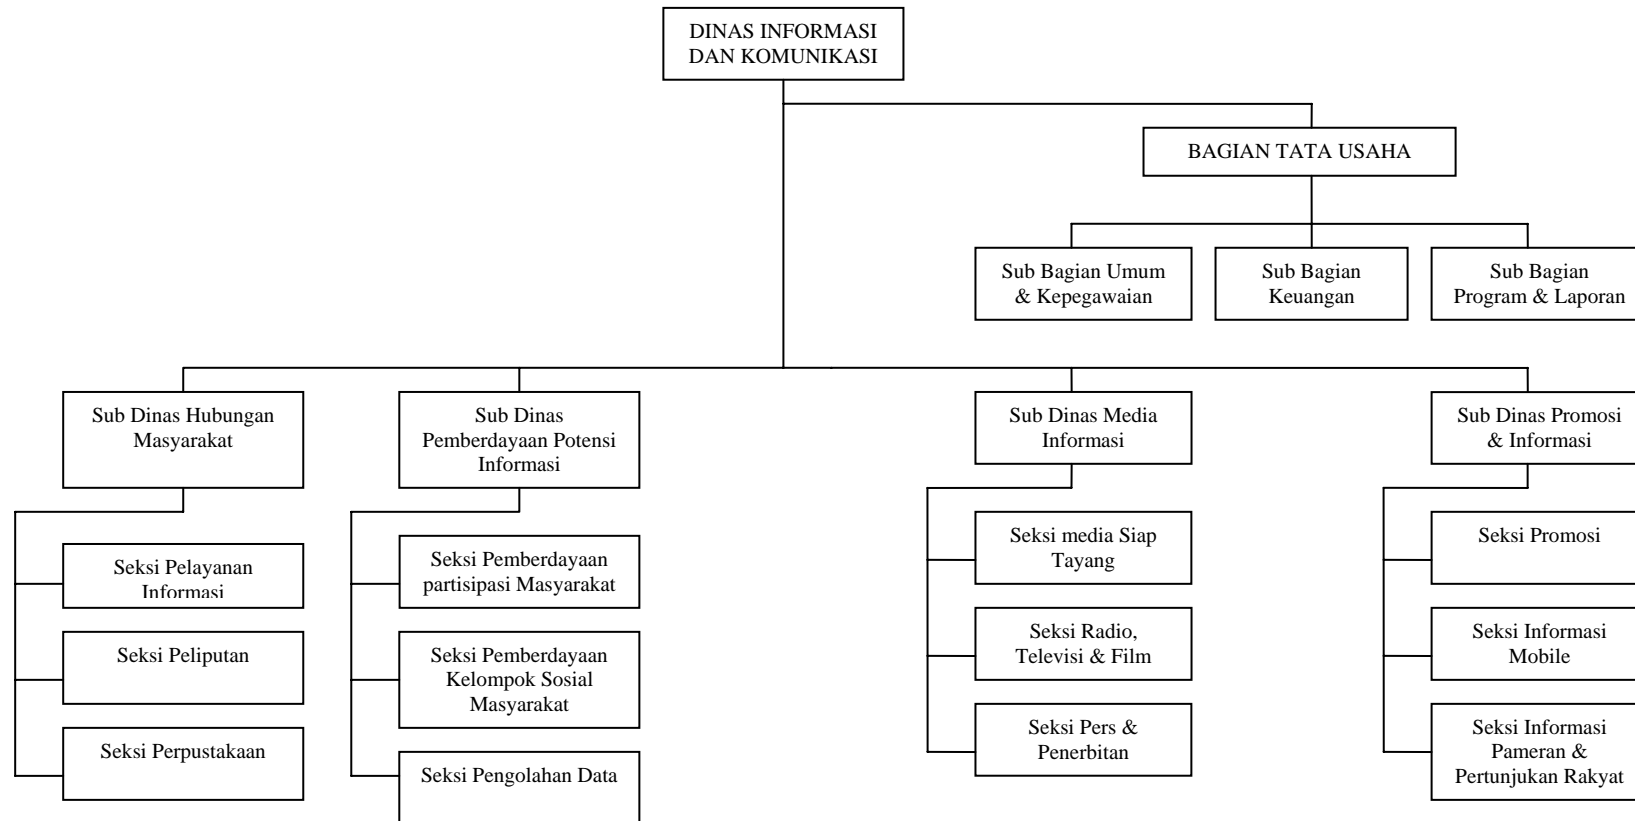 DINAS INFORMASI
DAN KOMUNIKASI
BAGIAN TATA USAHA
Sub Bagian Umum
& Kepegawaian
Sub Bagian
Keuangan
Sub Bagian
Program & Laporan
Sub Dinas Hubungan
Masyarakat
Sub Dinas
Pemberdayaan Potensi
Informasi
Sub Dinas Media
Informasi
Sub Dinas Promosi
& Informasi
Seksi Pelayanan
Informasi
Seksi Peliputan
Seksi Perpustakaan
Seksi Pemberdayaan
partisipasi Masyarakat
Seksi Pemberdayaan
Kelompok Sosial
Masyarakat
Seksi Pengolahan Data
Seksi media Siap
Tayang
Seksi Radio,
Televisi & Film
Seksi Pers &
Penerbitan
Seksi Promosi
Seksi Informasi
Mobile
Seksi Informasi
Pameran &
Pertunjukan Rakyat